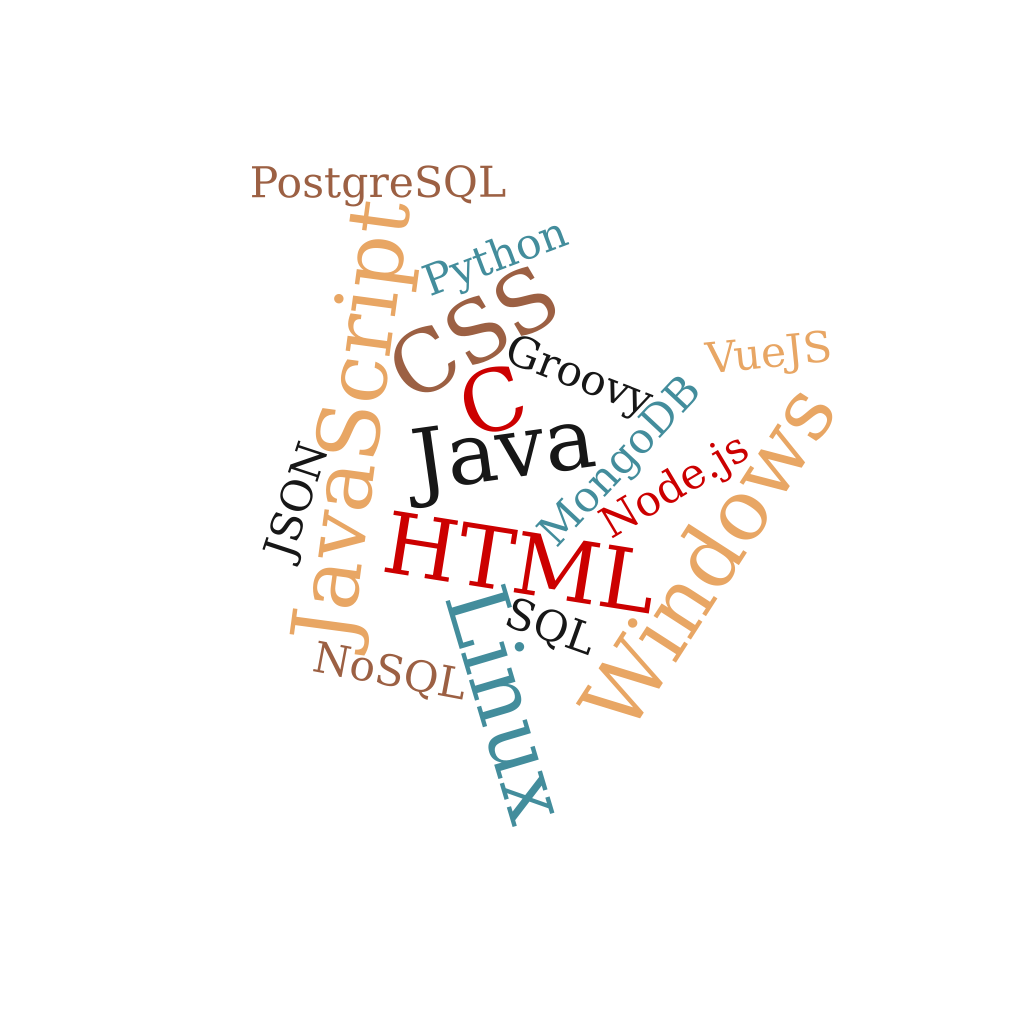 PostgreSQL
Python
JavaScript
CSS
Groovy
VueJS
C
MongoDB
Java
Node.js
JSON
Windows
HTML
SQL
Linux
NoSQL